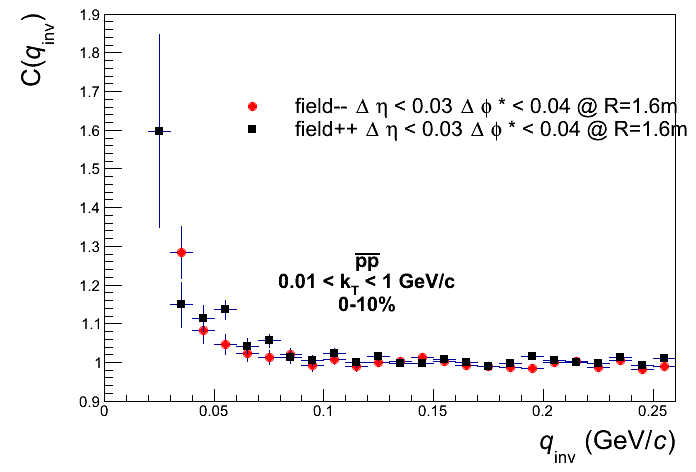 C(q_inv)
1.9
1.8
1.7
1.6
1.5
1.4
1.3
1.2
1.1
1
0.9
field-- Δ η < 0.03 Δ ϕ * < 0.04 @ R=1.6m
field++ Δ η < 0.03 Δ ϕ * < 0.04 @ R=1.6m
p̅p̅
0.01 < k_T < 1 GeV/c
0-10%
0 0.05 0.1 0.15 0.2 0.25
q_inv (GeV/c)